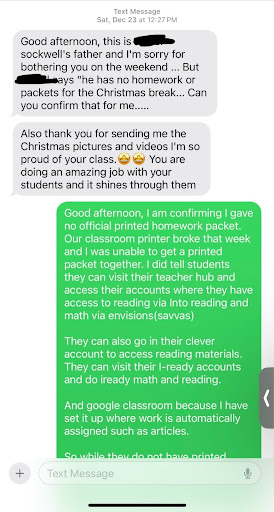 Text Message
Sat, Dec 23 at 12:27 PM
Good afternoon, this is
sockwell's father and I'm sorry for
bothering you on the weekend ... But
ays "he has no homework or
packets for the Christmas break... Can
you confirm that for me.....
Also thank you for sending me the
Christmas pictures and videos I'm so
proud of your class.🤩🤩 You are
doing an amazing job with your
students and it shines through them
Good afternoon, I am confirming I gave
no official printed homework packet.
Our classroom printer broke that week
and I was unable to get a printed
packet together. I did tell students
they can visit their teacher hub and
access their accounts where they have
access to reading via Into reading and
math via envisions(savvas)
They can also go in their clever
account to access reading materials.
They can visit their I-ready accounts
and do iready math and reading.
And google classroom because I have
set it up where work is automatically
assigned such as articles.
So while they do not have printed
Text Message